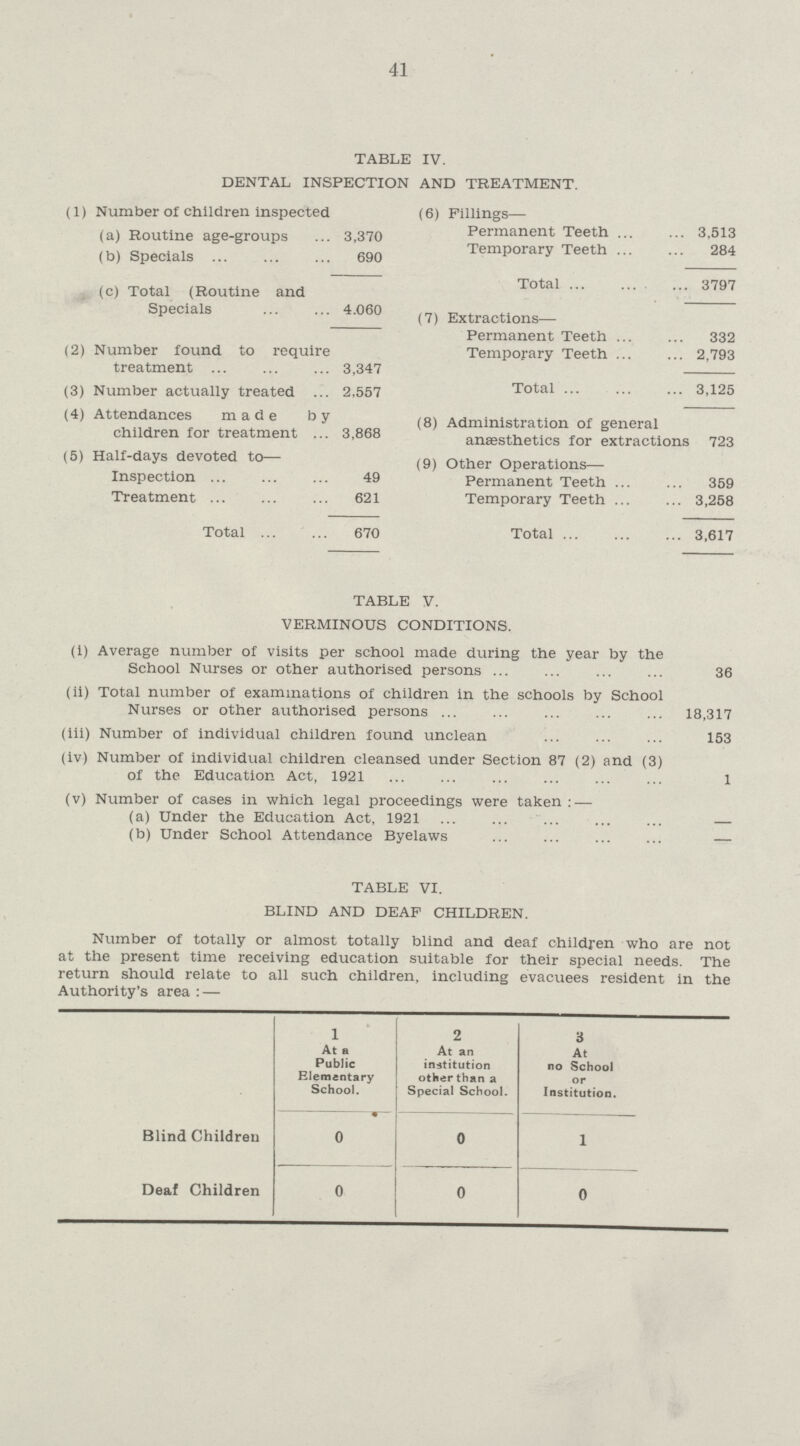 41
TABLE IV.
DENTAL INSPECTION AND TREATMENT.
(1) Number of children inspected
(a) Routine age-groups ... 3,370
(b) Specials ... ... ... 690
(c) Total (Routine and
Specials ... ... 4.060
(2) Number found to require
treatment ... ... ... 3,347
(3) Number actually treated ... 2,557
(4) Attendances made by
children for treatment ... 3,868
(5) Half-days devoted to—
Inspection ... ... ... 49
Treatment ... ... ... 621
Total ... ... 670
(6) Fillings—
Permanent Teeth ... ... 3,513
Temporary Teeth ... ... 284
Total ... ... ... 3797
(7) Extractions—
Permanent Teeth ... ... 332
Temporary Teeth ... ... 2,793
Total ... ... ... 3,125
(8) Administration of general
anæsthetics for extractions 723
(9) Other Operations—
Permanent Teeth ... ... 359
Temporary Teeth ... ... 3,258
Total ... ... ... 3,617
TABLE V.
VERMINOUS CONDITIONS.
(i) Average number of visits per school made during the year by the
School Nurses or other authorised persons ... ... ... ... 36
(ii) Total number of examinations of children in the schools by School
Nurses or other authorised persons ... ... ... ... ... 18,317
(iii) Number of individual children found unclean ... ... ... 153
(iv) Number of individual children cleansed under Section 87 (2) and (3)
of the Education Act, 1921 ... ... ... ... ... ... 1
(v) Number of cases in which legal proceedings were taken :—
(a) Under the Education Act, 1921 ... ... ... ... ... —
(b) Under School Attendance Byelaws ... ... ... ... —
TABLE VI.
BLIND AND DEAF CHILDREN.
Number of totally or almost totally blind and deaf children who are not
at the present time receiving education suitable for their special needs. The
return should relate to all such children, including evacuees resident in the
Authority's area :—
1 2 3
At a At an At
Public institution no School
Elementary other than a or
School. Special School. Institution.
Blind Children 0 0 1
Deaf Children 0 0 0